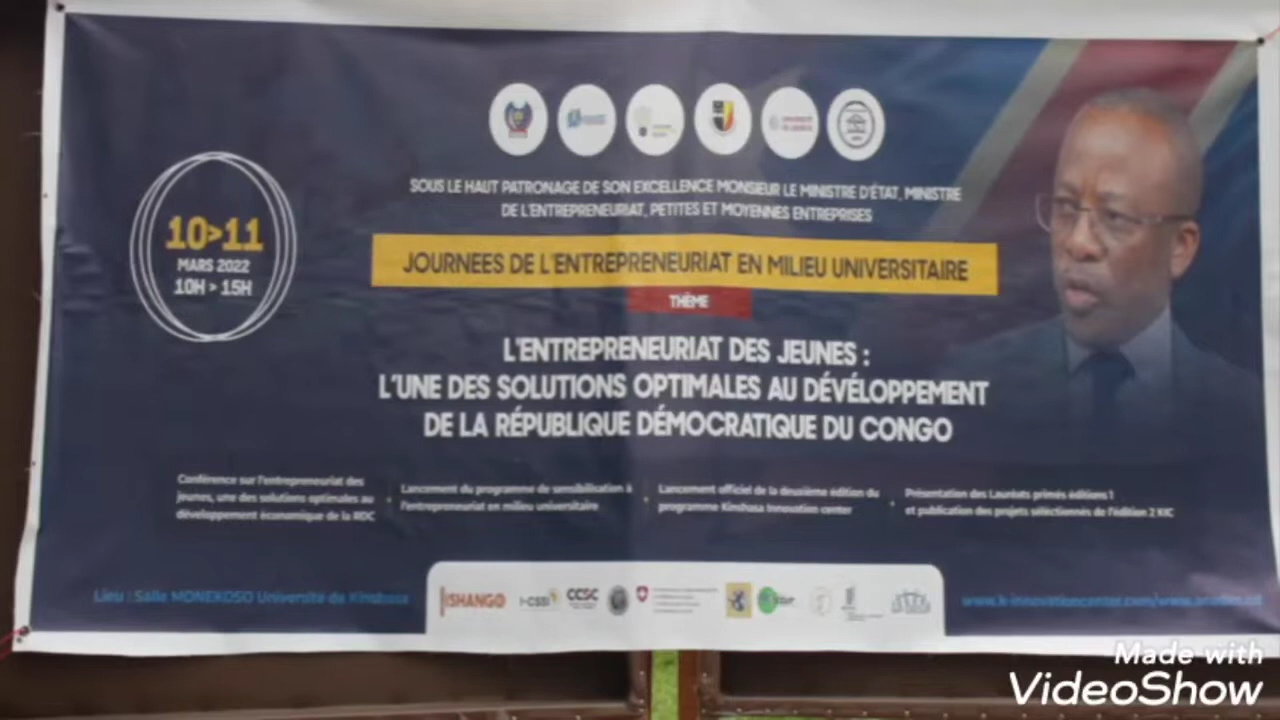 10>11
MARS 2022
10H > 15H
SOUS LE HAUT PATRONAGE DE SON EXCELLENCE MONSIEUR LE MINISTRE D'ÉTAT, MINISTRE
DE L'ENTREPRENEURIAT, PETITES ET MOYENNES ENTREPRISES
JOURNEES DE L'ENTREPRENEURIAT EN MILIEU UNIVERSITAIRE
THÈME
L'ENTREPRENEURIAT DES JEUNES :
L'UNE DES SOLUTIONS OPTIMALES AU DÉVÉLOPPEMENT
DE LA RÉPUBLIQUE DÉMOCRATIQUE DU CONGO
Conférence sur l'entrepreneuriat des
jeunes, une des solutions optimales au
développement économique de la RDC
Lancement du programme de sensibilisation à
l'entrepreneuriat en milieu universitaire
Lancement officiel de la deuxième édition du
programme Kinshasa Innovation center
Présentation des Lauréats primés éditions 1
et publication des projets séléctionnés de l'édition 2 KIC
Lieu : Salle MONEKOSO Université de Kinshasa
ISHANGO
CCSC
Made with
VideoShow